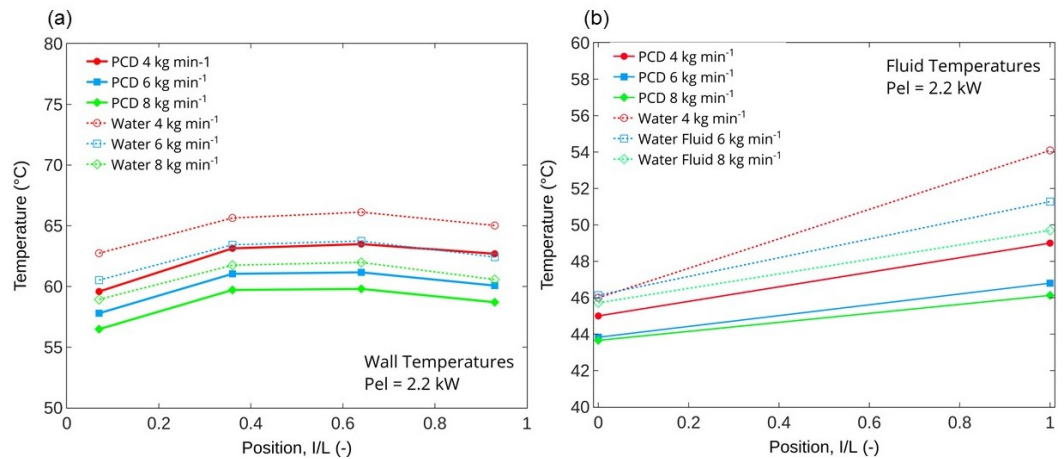 (a)
80
75
70
65
60
55
50
Temperature (°C)
PCD 4 kg min-1
PCD 6 kg min⁻¹
PCD 8 kg min⁻¹
Water 4 kg min⁻¹
Water 6 kg min⁻¹
Water 8 kg min⁻¹
Wall Temperatures
Pel = 2.2 kW
0 0.2 0.4 0.6 0.8 1
Position, I/L (-)
(b)
60
58
56
54
52
50
48
46
44
42
40
Temperature (°C)
PCD 4 kg min⁻¹
PCD 6 kg min⁻¹
PCD 8 kg min⁻¹
Water 4 kg min⁻¹
Water Fluid 6 kg min⁻¹
Water Fluid 8 kg min⁻¹
Fluid Temperatures
Pel = 2.2 kW
0 0.2 0.4 0.6 0.8 1
Position, I/L (-)